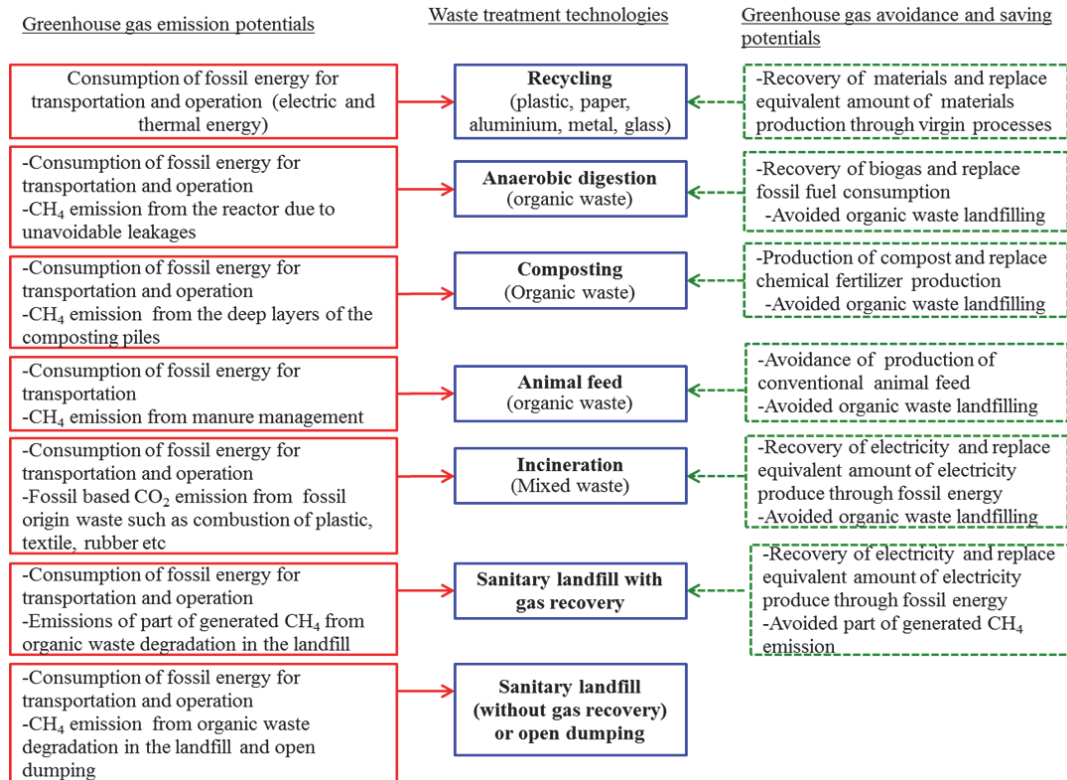 Greenhouse gas emission potentials
Waste treatment technologies
Greenhouse gas avoidance and saving
potentials
Consumption of fossil energy for
transportation and operation (electric and
thermal energy)
Recycling
(plastic, paper,
aluminium, metal, glass)
-Recovery of materials and replace
equivalent amount of materials
production through virgin processes
-Consumption of fossil energy for
transportation and operation
-CH₄ emission from the reactor due to
unavoidable leakages
Anaerobic digestion
(organic waste)
-Recovery of biogas and replace
fossil fuel consumption
-Avoided organic waste landfilling
-Consumption of fossil energy for
transportation and operation
-CH₄ emission from the deep layers of the
composting piles
Composting
(Organic waste)
-Production of compost and replace
chemical fertilizer production
-Avoided organic waste landfilling
-Consumption of fossil energy for
transportation
-CH₄ emission from manure management
Animal feed
(organic waste)
-Avoidance of production of
conventional animal feed
-Avoided organic waste landfilling
-Consumption of fossil energy for
transportation and operation
-Fossil based CO₂ emission from fossil
origin waste such as combustion of plastic,
textile, rubber etc
Incineration
(Mixed waste)
-Recovery of electricity and replace
equivalent amount of electricity
produce through fossil energy
-Avoided organic waste landfilling
-Consumption of fossil energy for
transportation and operation
-Emissions of part of generated CH₄ from
organic waste degradation in the landfill
Sanitary landfill with
gas recovery
-Recovery of electricity and replace
equivalent amount of electricity
produce through fossil energy
-Avoided part of generated CH₄
emission
-Consumption of fossil energy for
transportation and operation
-CH₄ emission from organic waste
degradation in the landfill and open
dumping
Sanitary landfill
(without gas recovery)
or open dumping